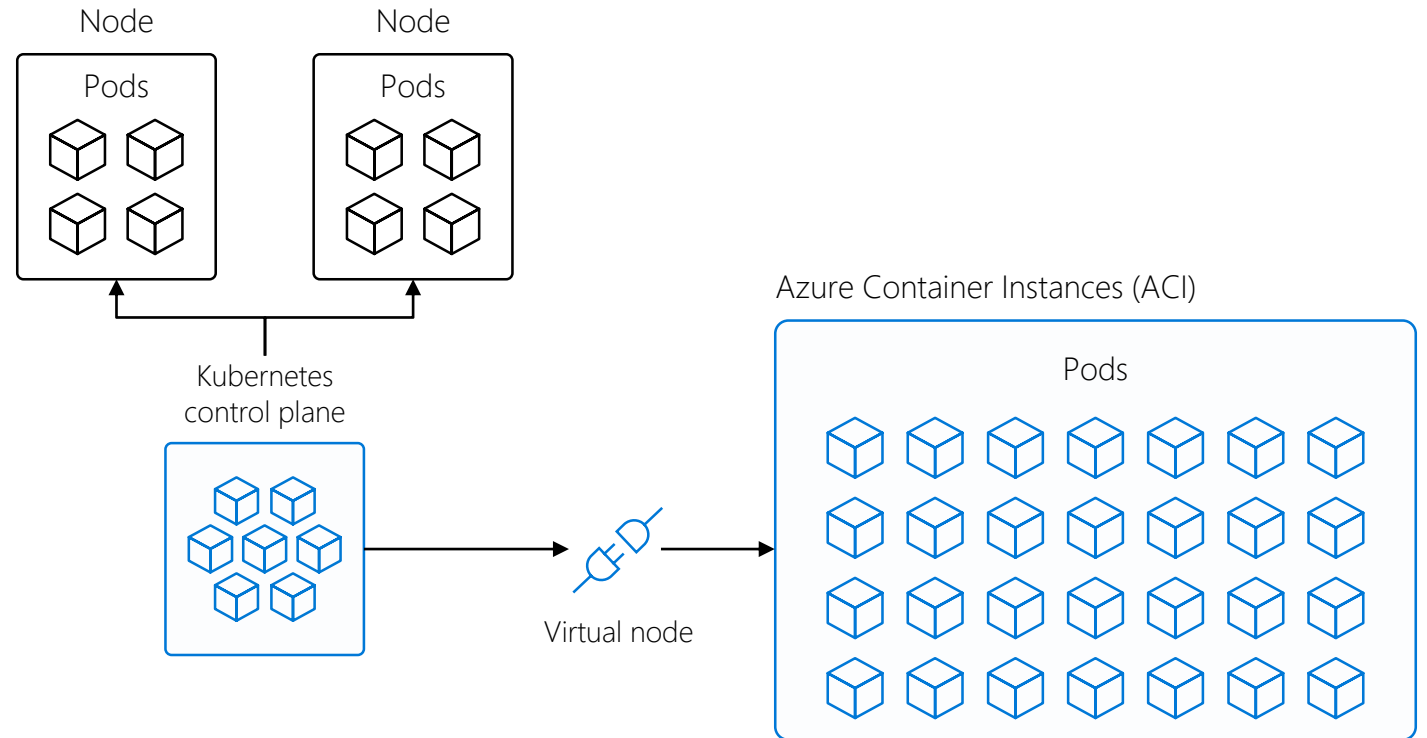 Node
Node
Pods
Pods
Azure Container Instances (ACI)
Kubernetes
control plane
Pods
Virtual node